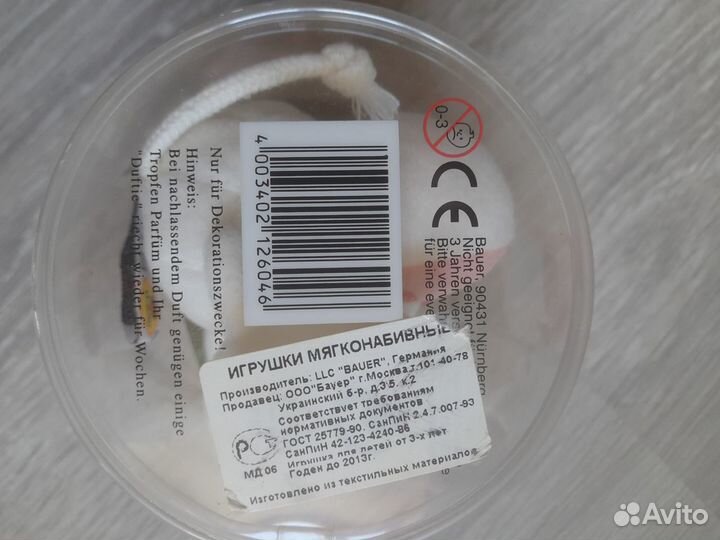 0-3
CE
Bauer, 90431 Nürnberg
Nicht geeigne
3 Jahren vers
Bitte verwahr
für eine eve
4 003402 126046
Nur für Dekorationszwecke!
Hinweis:
Bei nachlassendem Duft genügen einige
Tropfen Parfüm und Ihr
"Duftie" riecht wieder für Wochen.
ИГРУШКИ МЯГКОНАБИВНЫЕ
Производитель: LLC "BAUER", Германия
Продавец: ООО"Бауер" г.Москва,т.101-40-78
Украинский б-р, д.3/5, к.2
Соответствует требованиям
нормативных документов
ГОСТ 25779-90, СанПиН 2.4.7.007-93
СанПиН 42-123-4240-86
Игрушка для детей от 3-х лет
Годен до 2013г.
Изготовлено из текстильных материалов
РС
МД 06
Avito